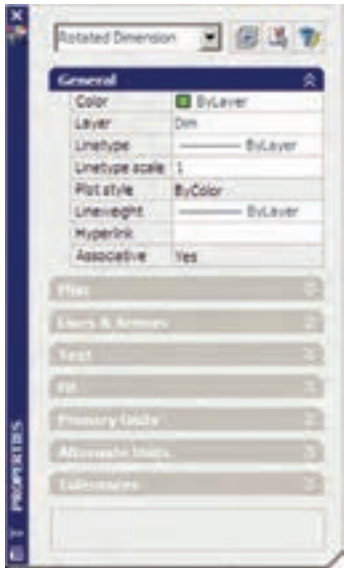 Rotated Dimension
General
Color ByLayer
Layer Dim
Linetype ByLayer
Linetype scale 1
Plot style ByColor
Lineweight ByLayer
Hyperlink
Associative Yes
Misc
Lines & Arrows
Text
Fit
Primary Units
Alternate Units
Tolerances
PROPERTIES